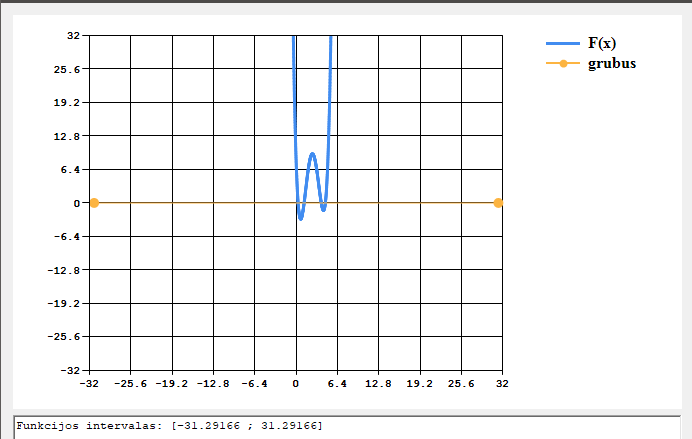 F(x)
grubus
32
25.6
19.2
12.8
6.4
0
-6.4
-12.8
-19.2
-25.6
-32
-32 -25.6 -19.2 -12.8 -6.4 0 6.4 12.8 19.2 25.6 32
Funkcijos intervalas: [-31.29166 ; 31.29166]